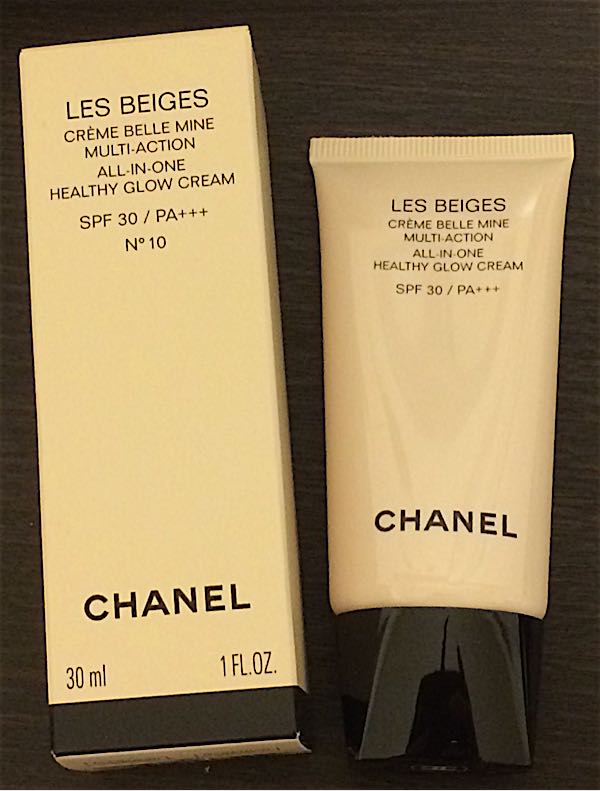 LES BEIGES
CRÈME BELLE MINE
MULTI-ACTION
ALL-IN-ONE
HEALTHY GLOW CREAM
SPF 30 / PA+++
N° 10
CHANEL
30 ml
1 FL.OZ.
LES BEIGES
CRÈME BELLE MINE
MULTI-ACTION
ALL-IN-ONE
HEALTHY GLOW CREAM
SPF 30 / PA+++
CHANEL